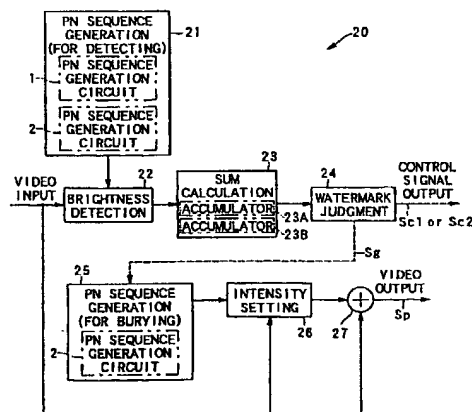 PN SEQUENCE
GENERATION
(FOR DETECTING)
21
20
PN SEQUENCE
1
GENERATION
CIRCUIT
PN SEQUENCE
2
GENERATION
CIRCUIT
VIDEO
INPUT
22
BRIGHTNESS
DETECTION
23
SUM
CALCULATION
ACCUMULATOR
23A
ACCUMULATOR
23B
24
WATERMARK
JUDGMENT
CONTROL
SIGNAL
OUTPUT
Sc1 or Sc2
Sg
25
PN SEQUENCE
GENERATION
(FOR BURYING)
PN SEQUENCE
2
GENERATION
CIRCUIT
INTENSITY
SETTING
26
+
27
VIDEO
OUTPUT
Sp